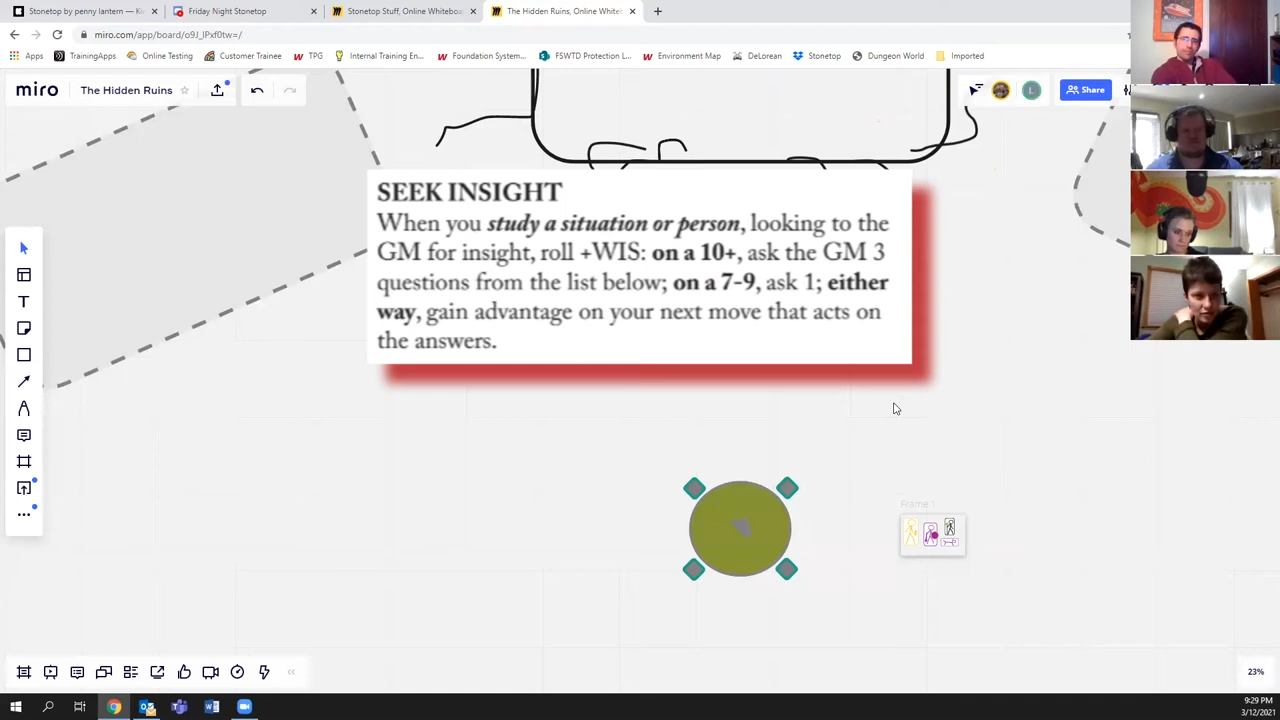 Stonetop by penny lantern — Ki
Friday Night Stonetop
Stonetop Stuff, Online Whiteboa
The Hidden Ruins, Online Whiteb
miro.com/app/board/o9J_lPxf0tw=/
Apps
TrainingApps
Online Testing
Customer Trainee
TPG
Internal Training En...
Foundation System...
FSWTD Protection L...
Environment Map
DeLorean
Stonetop
Dungeon World
Imported
miro
The Hidden Ruins
L
Share
SEEK INSIGHT
When you study a situation or person, looking to the
GM for insight, roll +WIS: on a 10+, ask the GM 3
questions from the list below; on a 7-9, ask 1; either
way, gain advantage on your next move that acts on
the answers.
Frame 1
23%
9:29 PM
3/12/2021